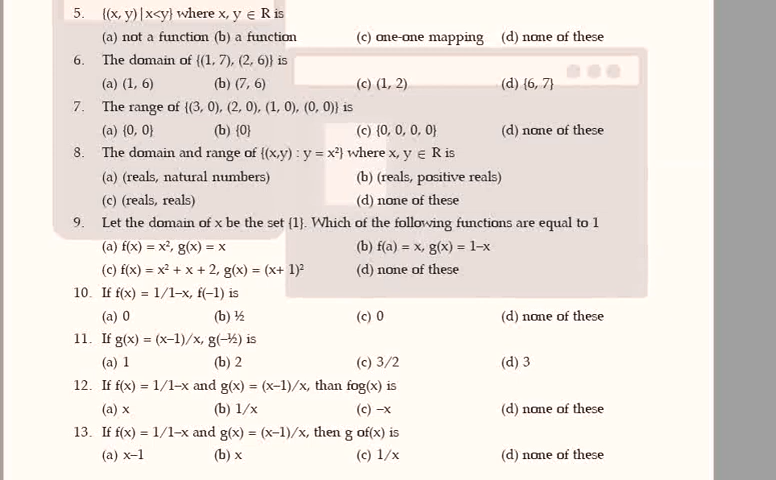 5. {(x, y)|x<y} where x, y ∈ R is
(a) not a function (b) a function (c) one-one mapping (d) none of these
6. The domain of {(1, 7), (2, 6)} is
(a) (1, 6) (b) (7, 6) (c) (1, 2) (d) {6, 7}
7. The range of {(3, 0), (2, 0), (1, 0), (0, 0)} is
(a) {0, 0} (b) {0} (c) {0, 0, 0, 0} (d) none of these
8. The domain and range of {(x,y) : y = x²} where x, y ∈ R is
(a) (reals, natural numbers) (b) (reals, positive reals)
(c) (reals, reals) (d) none of these
9. Let the domain of x be the set {1}. Which of the following functions are equal to 1
(a) f(x) = x², g(x) = x (b) f(a) = x, g(x) = 1–x
(c) f(x) = x² + x + 2, g(x) = (x+ 1)² (d) none of these
10. If f(x) = 1/1–x, f(–1) is
(a) 0 (b) ½ (c) 0 (d) none of these
11. If g(x) = (x–1)/x, g(–½) is
(a) 1 (b) 2 (c) 3/2 (d) 3
12. If f(x) = 1/1–x and g(x) = (x–1)/x, than fog(x) is
(a) x (b) 1/x (c) –x (d) none of these
13. If f(x) = 1/1–x and g(x) = (x–1)/x, then g of(x) is
(a) x–1 (b) x (c) 1/x (d) none of these